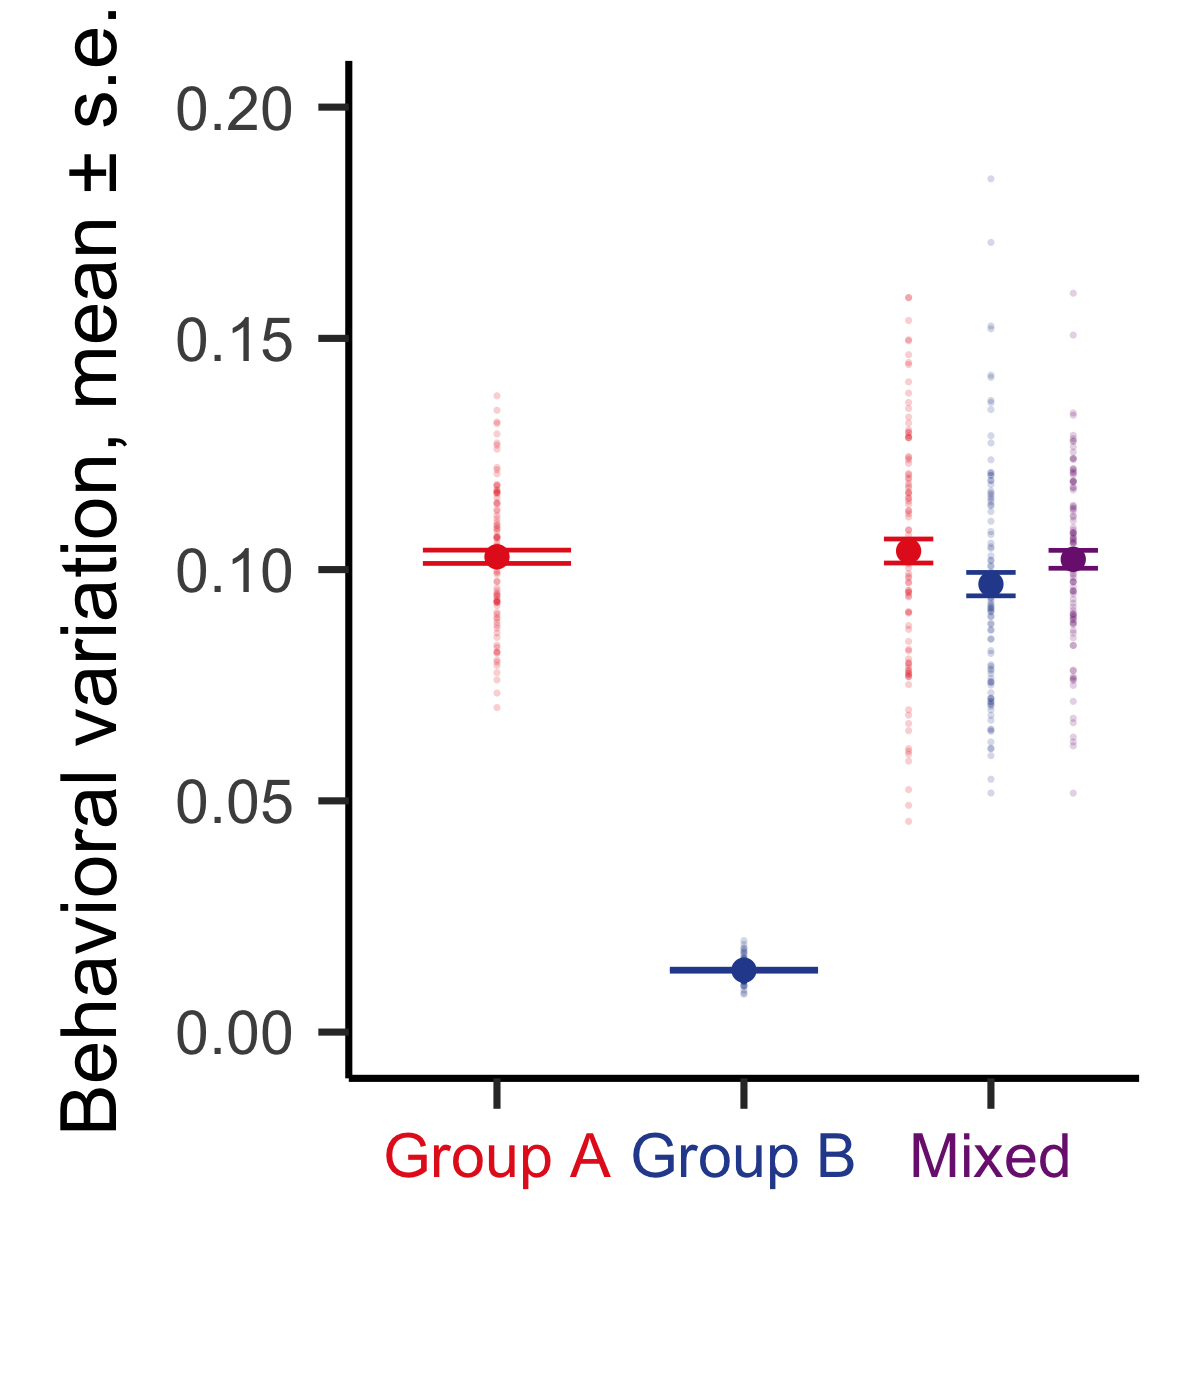 Behavioral variation, mean ± s.e.
0.20
0.15
0.10
0.05
0.00
Group A
Group B
Mixed